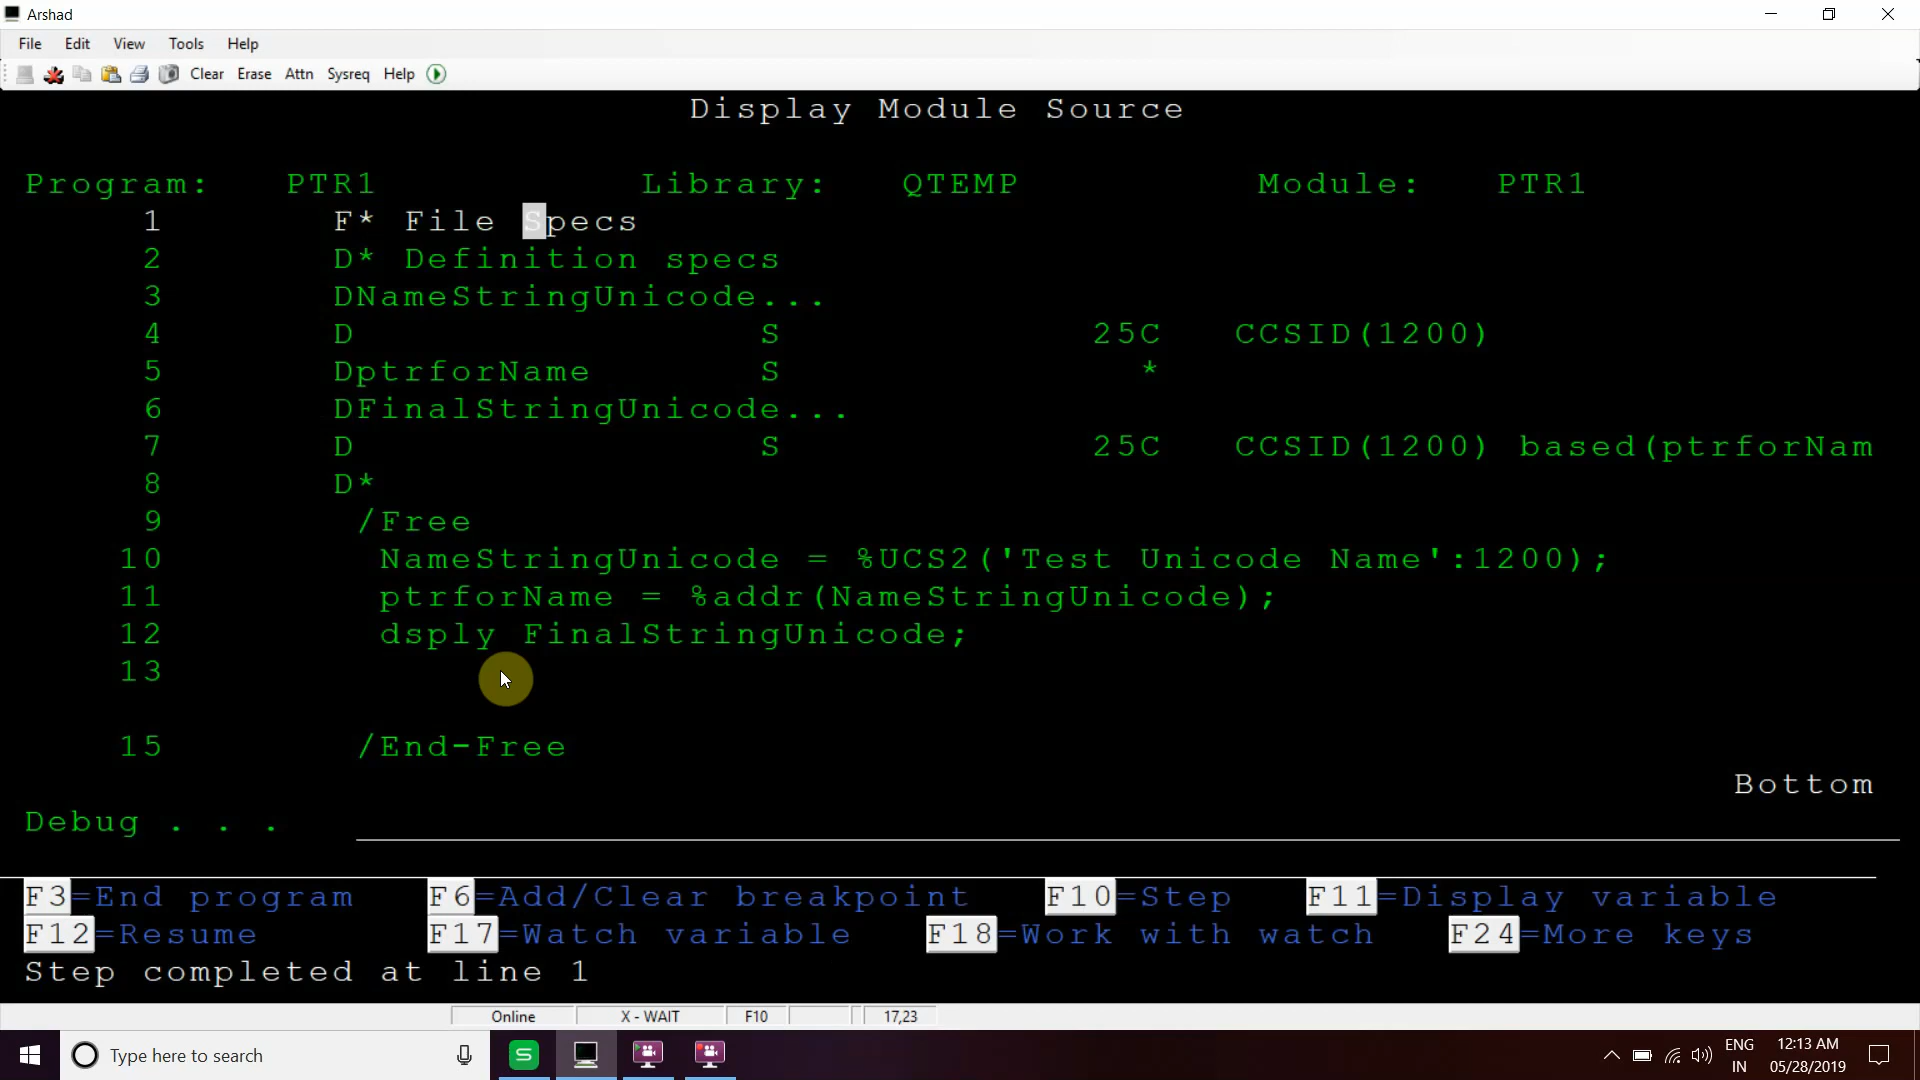 Arshad
File Edit View Tools Help
Clear Erase Attn Sysreq Help
Display Module Source
Program: PTR1 Library: QTEMP Module: PTR1
1 F* File Specs
2 D* Definition specs
3 DNameStringUnicode...
4 D S 25C CCSID(1200)
5 DptrforName S *
6 DFinalStringUnicode...
7 D S 25C CCSID(1200) based(ptrforNam
8 D*
9 /Free
10 NameStringUnicode = %UCS2('Test Unicode Name':1200);
11 ptrforName = %addr(NameStringUnicode);
12 dsply FinalStringUnicode;
13
15 /End-Free
Bottom
Debug . . .
F3=End program F6=Add/Clear breakpoint F10=Step F11=Display variable
F12=Resume F17=Watch variable F18=Work with watch F24=More keys
Step completed at line 1
Online X - WAIT F10 17,23
Type here to search S ENG 12:13 AM
IN 05/28/2019